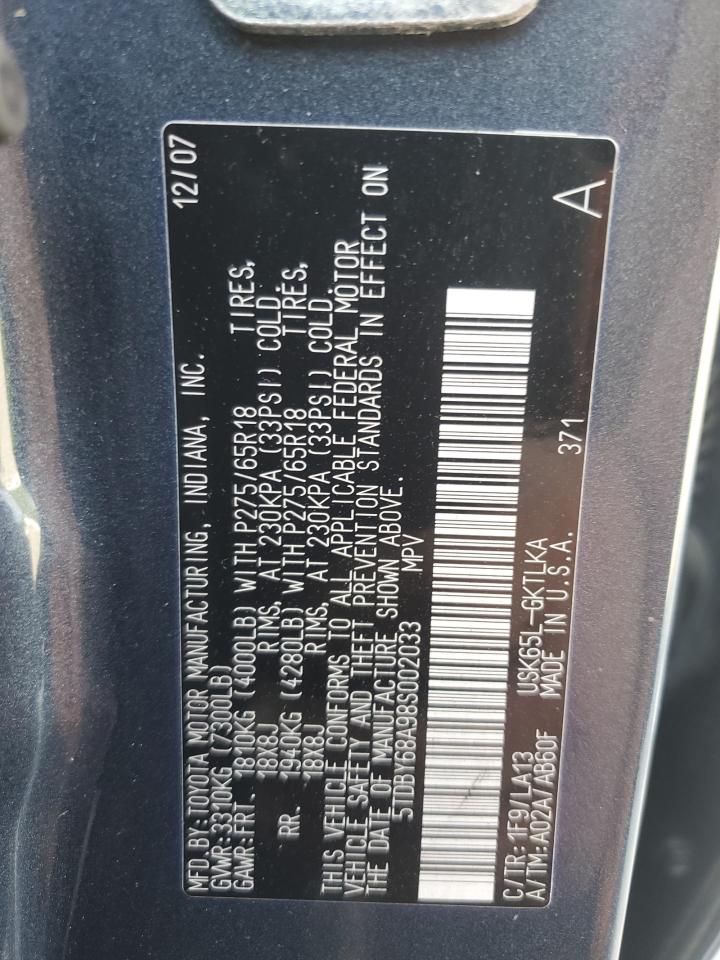 MFD.BY:TOYOTA MOTOR MANUFACTURING, INDIANA, INC. 12/07
GVWR:3310KG (7300LB)
GAWR:FRT. 1810KG (4000LB) WITH P275/65R18 TIRES,
18X8J RIMS, AT 230KPA (33PSI) COLD.
RR. 1940KG (4280LB) WITH P275/65R18 TIRES,
18X8J RIMS, AT 230KPA (33PSI) COLD.
THIS VEHICLE CONFORMS TO ALL APPLICABLE FEDERAL MOTOR
VEHICLE SAFETY AND THEFT PREVENTION STANDARDS IN EFFECT ON
THE DATE OF MANUFACTURE SHOWN ABOVE.
5TDBY68A98S002033 MPV
C/TR:1F9/LA13 USK65L-GKTLKA
A/TM:A02A/AB60F MADE IN U.S.A. 371 A